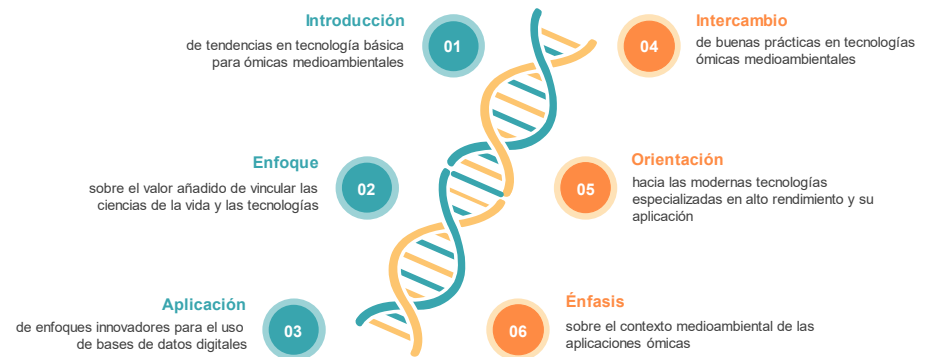 Introducción
de tendencias en tecnología básica
para ómicas medioambientales
01
Enfoque
sobre el valor añadido de vincular las
ciencias de la vida y las tecnologías
02
Aplicación
de enfoques innovadores para el uso
de bases de datos digitales
03
Intercambio
de buenas prácticas en tecnologías
ómicas medioambientales
04
Orientación
hacia las modernas tecnologías
especializadas en alto rendimiento y su
aplicación
05
Énfasis
sobre el contexto medioambiental de las
aplicaciones ómicas
06